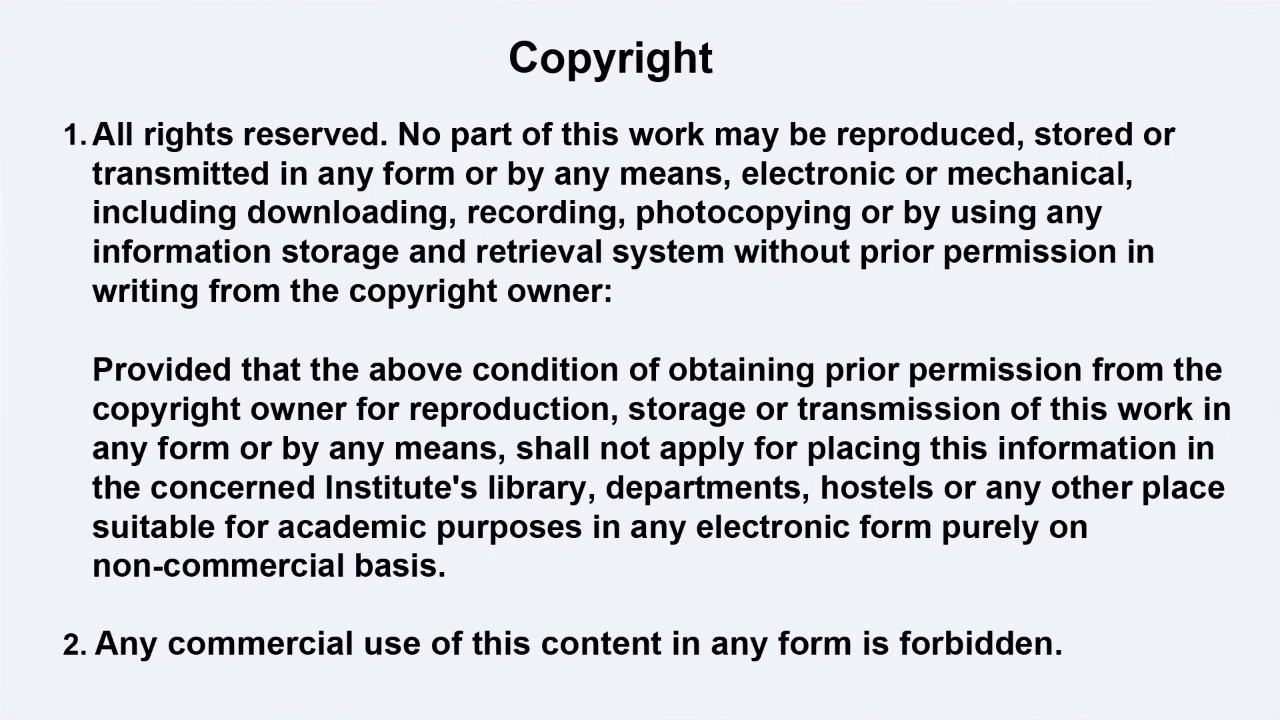 Copyright
1. All rights reserved. No part of this work may be reproduced, stored or
transmitted in any form or by any means, electronic or mechanical,
including downloading, recording, photocopying or by using any
information storage and retrieval system without prior permission in
writing from the copyright owner:
Provided that the above condition of obtaining prior permission from the
copyright owner for reproduction, storage or transmission of this work in
any form or by any means, shall not apply for placing this information in
the concerned Institute's library, departments, hostels or any other place
suitable for academic purposes in any electronic form purely on
non-commercial basis.
2. Any commercial use of this content in any form is forbidden.